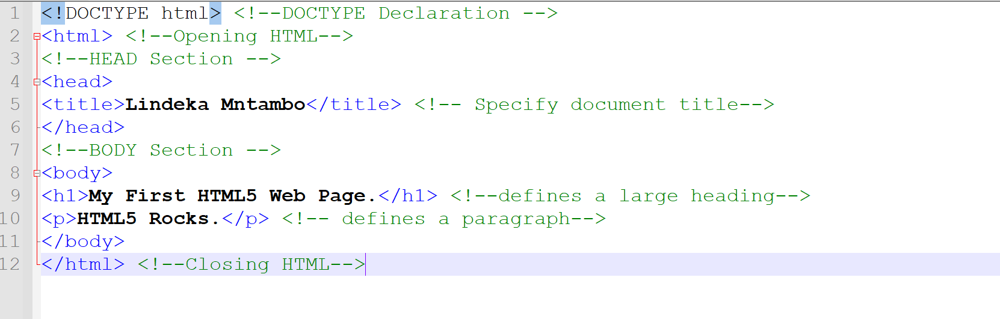 1 <!DOCTYPE html> <!--DOCTYPE Declaration -->
2 <html> <!--Opening HTML-->
3 <!--HEAD Section -->
4 <head>
5 <title>Lindeka Mntambo</title> <!-- Specify document title-->
6 </head>
7 <!--BODY Section -->
8 <body>
9 <h1>My First HTML5 Web Page.</h1> <!--defines a large heading-->
10 <p>HTML5 Rocks.</p> <!-- defines a paragraph-->
11 </body>
12 </html> <!--Closing HTML-->